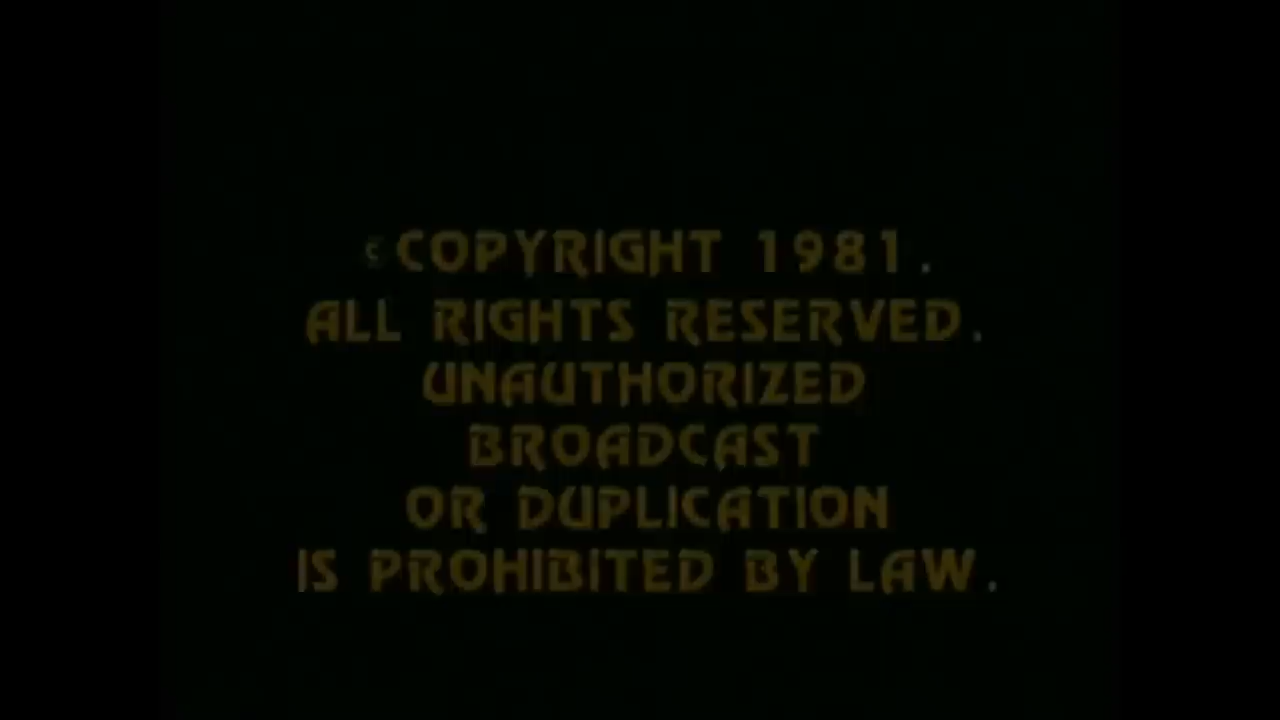 ©COPYRIGHT 1981.
ALL RIGHTS RESERVED.
UNAUTHORIZED
BROADCAST
OR DUPLICATION
IS PROHIBITED BY LAW.